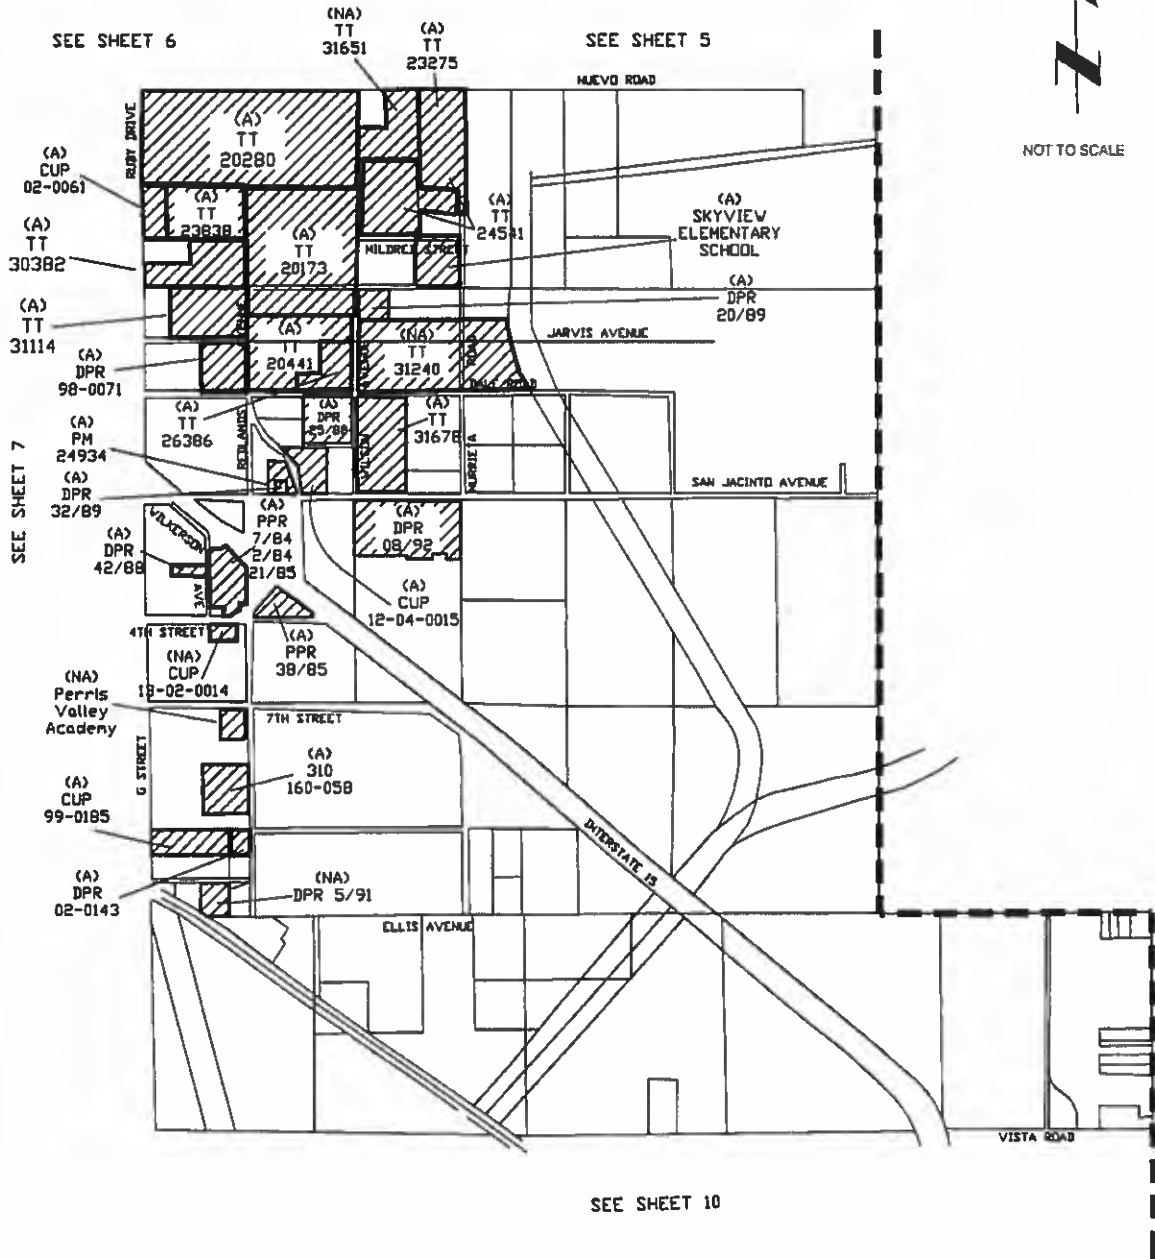 SEE SHEET 6
SEE SHEET 5
(NA)
TT
31651
(A)
TT
23275
NUEVO ROAD
RUBY DRIVE
NOT TO SCALE
(A)
TT
20280
(A)
CUP
02-0061
(A)
TT
23838
(A)
TT
24541
(A)
SKYVIEW
ELEMENTARY
SCHOOL
(A)
TT
30382
(A)
TT
20173
MILDRED STREET
(A)
DPR
20/89
(A)
TT
31114
(A)
TT
20441
(NA)
TT
31240
AVENUE
ROAD
JARVIS AVENUE
DALE ROAD
(A)
DPR
98-0071
(A)
TT
26386
(A)
DPR
25/88
(A)
TT
31678
REDLANDS
WILSON
MURRIETA
(A)
PM
24934
SAN JACINTO AVENUE
SEE SHEET 7
(A)
DPR
32/89
(A)
PPR
7/84
2/84
21/85
(A)
DPR
08/92
WILKERSON
AVE
(A)
DPR
42/88
(A)
CUP
12-04-0015
4TH STREET
(A)
PPR
38/85
(NA)
CUP
13-02-0014
(NA)
Perris
Valley
Academy
7TH STREET
G STREET
(A)
310
160-058
(A)
CUP
99-0185
INTERSTATE 15
(A)
DPR
02-0143
(NA)
DPR 5/91
ELLIS AVENUE
VISTA ROAD
SEE SHEET 10